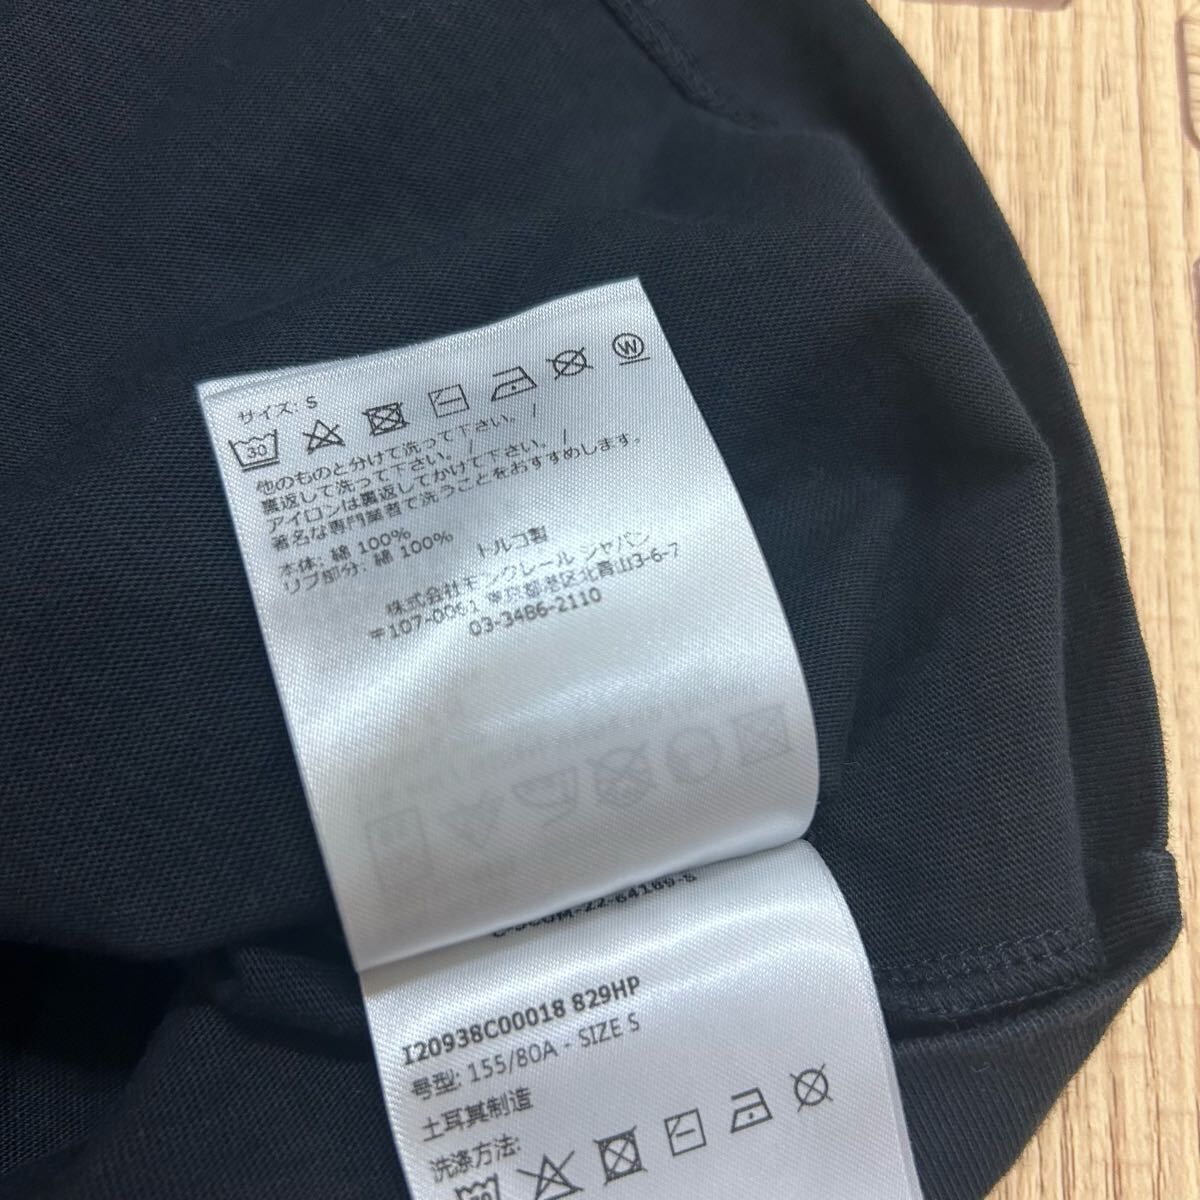 サイズ: S
30
W
他のものと分けて洗って下さい。/
裏返して洗って下さい。/
アイロンは裏返してかけて下さい。/
著名な専門業者で洗うことをおすすめします。
本体: 綿 100%
リブ部分: 綿 100%
トルコ製
株式会社モンクレール ジャパン
〒107-0061 東京都港区北青山3-6-7
03-3486-2110
I20938C00018 829HP
号型: 155/80A - SIZE S
土耳其制造
洗涤方法: